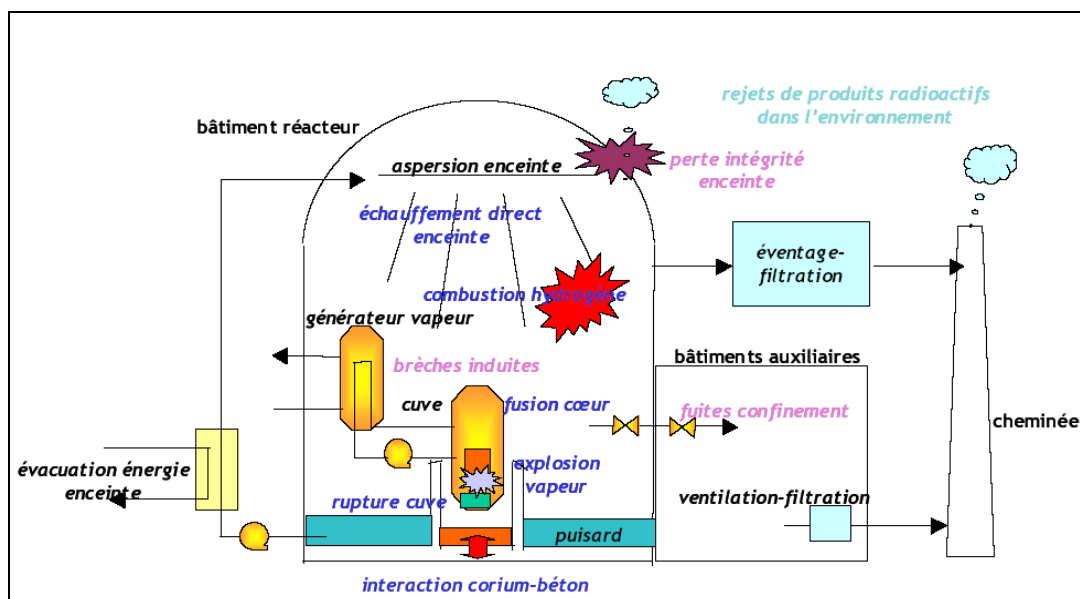 rejets de produits radioactifs
dans l'environnement
bâtiment réacteur
aspersion enceinte
perte intégrité
enceinte
échauffement direct
enceinte
éventage-
filtration
combustion hydrogène
générateur vapeur
bâtiments auxiliaires
brèches induites
cuve
fusion cœur
fuites confinement
cheminée
évacuation énergie
enceinte
explosion
vapeur
rupture cuve
ventilation-filtration
puisard
interaction corium-béton